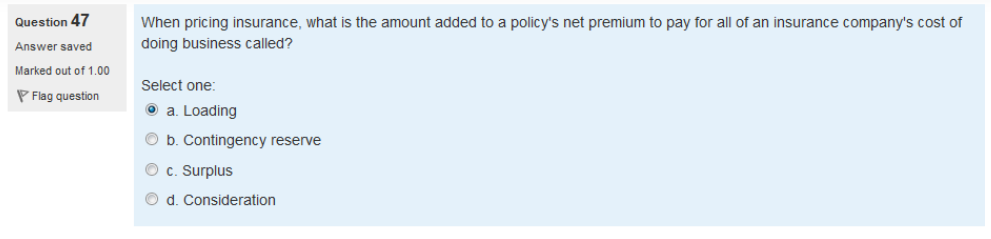 Question 47
Answer saved
Marked out of 1.00
Flag question
When pricing insurance, what is the amount added to a policy's net premium to pay for all of an insurance company's cost of
doing business called?
Select one:
a. Loading
b. Contingency reserve
c. Surplus
d. Consideration